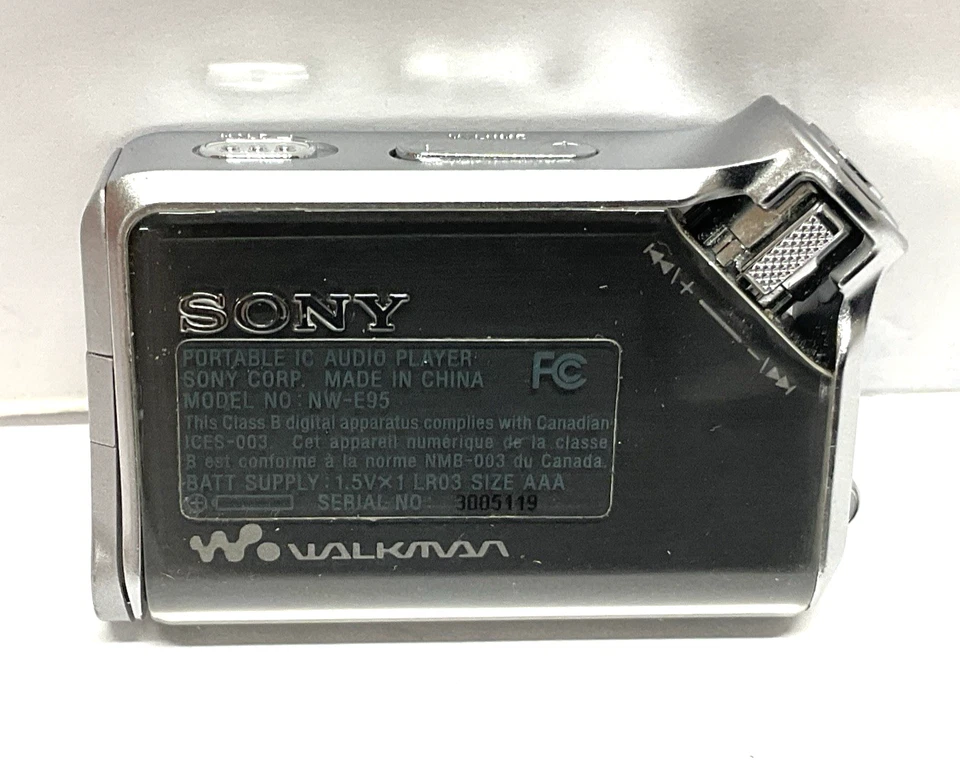 VOLUME
SONY
PORTABLE IC AUDIO PLAYER
SONY CORP. MADE IN CHINA
MODEL NO : NW-E95
FC
This Class B digital apparatus complies with Canadian
ICES-003. Cet appareil numérique de la classe
B est conforme à la norme NMB-003 du Canada.
BATT SUPPLY : 1.5V×1 LR03 SIZE AAA
SERIAL NO 3005119
WALKMAN